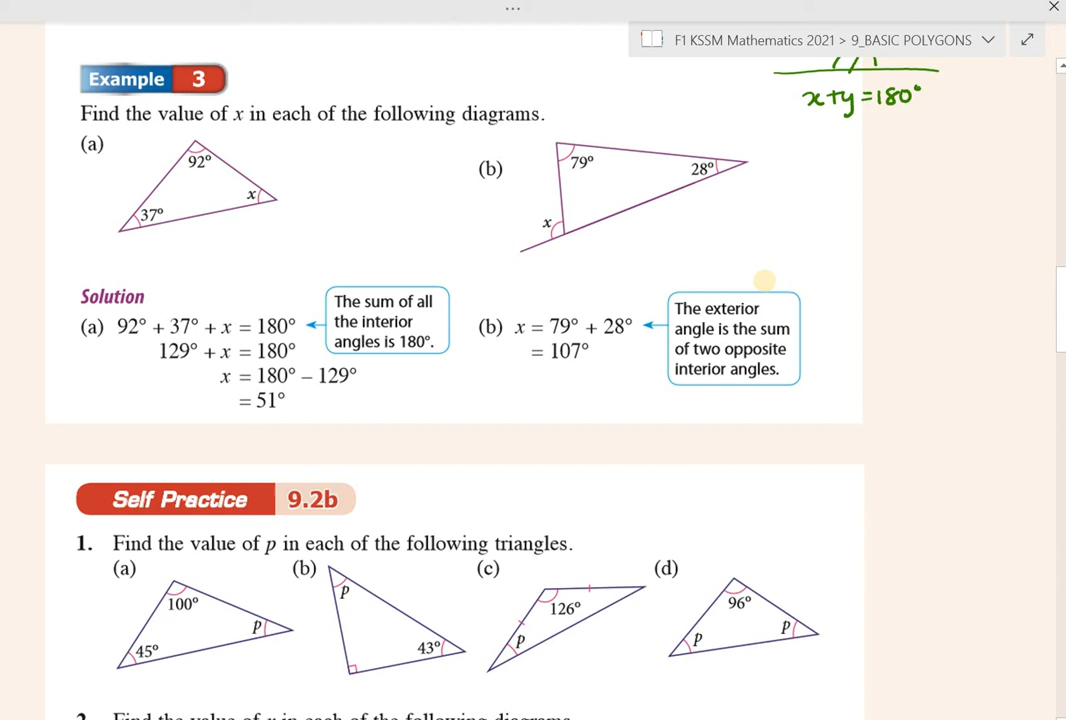 F1 KSSM Mathematics 2021 > 9_BASIC POLYGONS
x+y=180°
Example 3
Find the value of x in each of the following diagrams.
(a)
92°
37°
x
(b)
79°
28°
x
Solution
(a) 92° + 37° + x = 180°
129° + x = 180°
x = 180° – 129°
= 51°
The sum of all
the interior
angles is 180°.
(b) x = 79° + 28°
= 107°
The exterior
angle is the sum
of two opposite
interior angles.
Self Practice 9.2b
1. Find the value of p in each of the following triangles.
(a)
100°
45°
p
(b)
p
43°
(c)
126°
p
(d)
96°
p
p